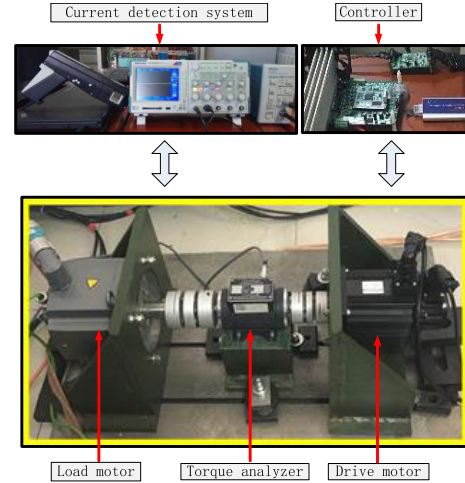 Current detection system
Controller
Load motor
Torque analyzer
Drive motor